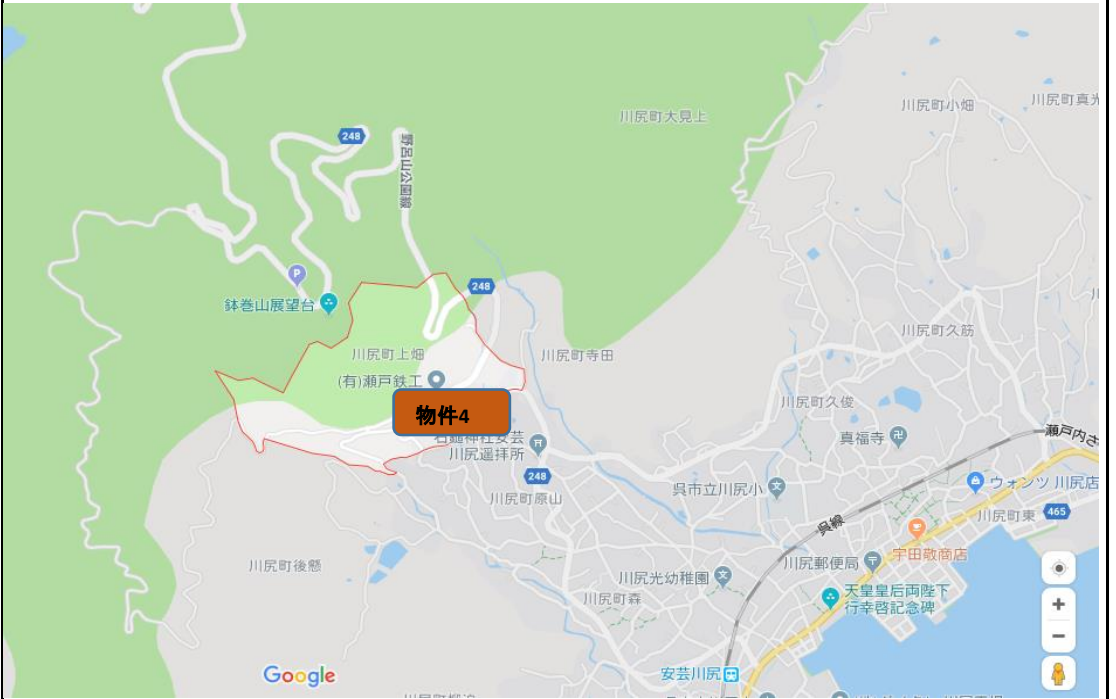 川尻町小畑
川尻町真光
川尻町大見上
248
野呂山公園線
P
248
鉢巻山展望台
川尻町久筋
川尻町上畑
川尻町寺田
(有)瀬戸鉄工
川尻町久俊
物件4
石鎚神社安芸
川尻遥拝所
真福寺
瀬戸内さ
248
呉市立川尻小
ウォンツ 川尻店
川尻町原山
川尻町東
465
呉線
宇田敬商店
川尻町後懸
川尻郵便局
川尻光幼稚園
天皇皇后両陛下
行幸啓記念碑
川尻町森
+
−
Google
安芸川尻